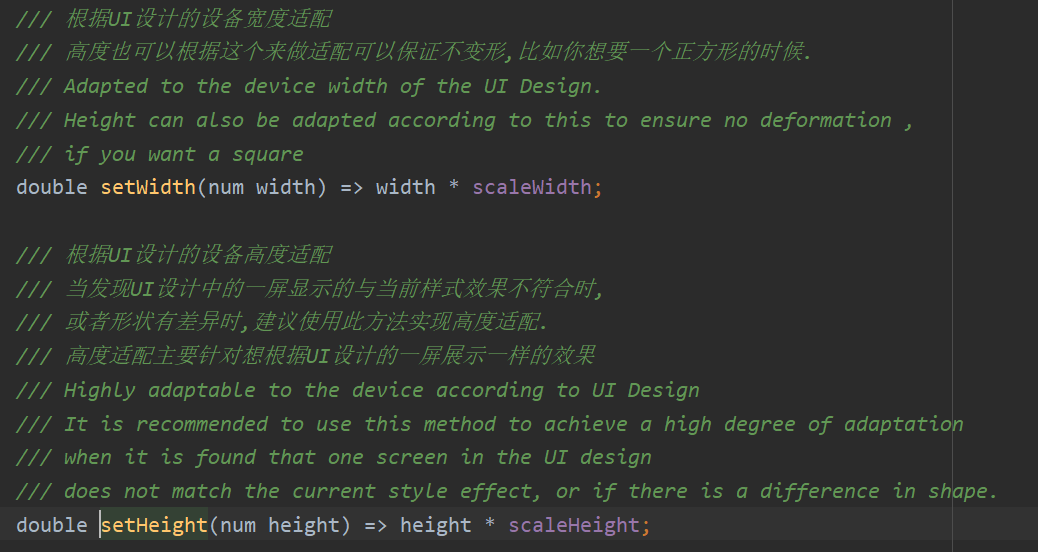 /// 根据UI设计的设备宽度适配
/// 高度也可以根据这个来做适配可以保证不变形,比如你想要一个正方形的时候.
/// Adapted to the device width of the UI Design.
/// Height can also be adapted according to this to ensure no deformation ,
/// if you want a square
double setWidth(num width) => width * scaleWidth;
/// 根据UI设计的设备高度适配
/// 当发现UI设计中的一屏显示的与当前样式效果不符合时,
/// 或者形状有差异时,建议使用此方法实现高度适配.
/// 高度适配主要针对想根据UI设计的一屏展示一样的效果
/// Highly adaptable to the device according to UI Design
/// It is recommended to use this method to achieve a high degree of adaptation
/// when it is found that one screen in the UI design
/// does not match the current style effect, or if there is a difference in shape.
double setHeight(num height) => height * scaleHeight;